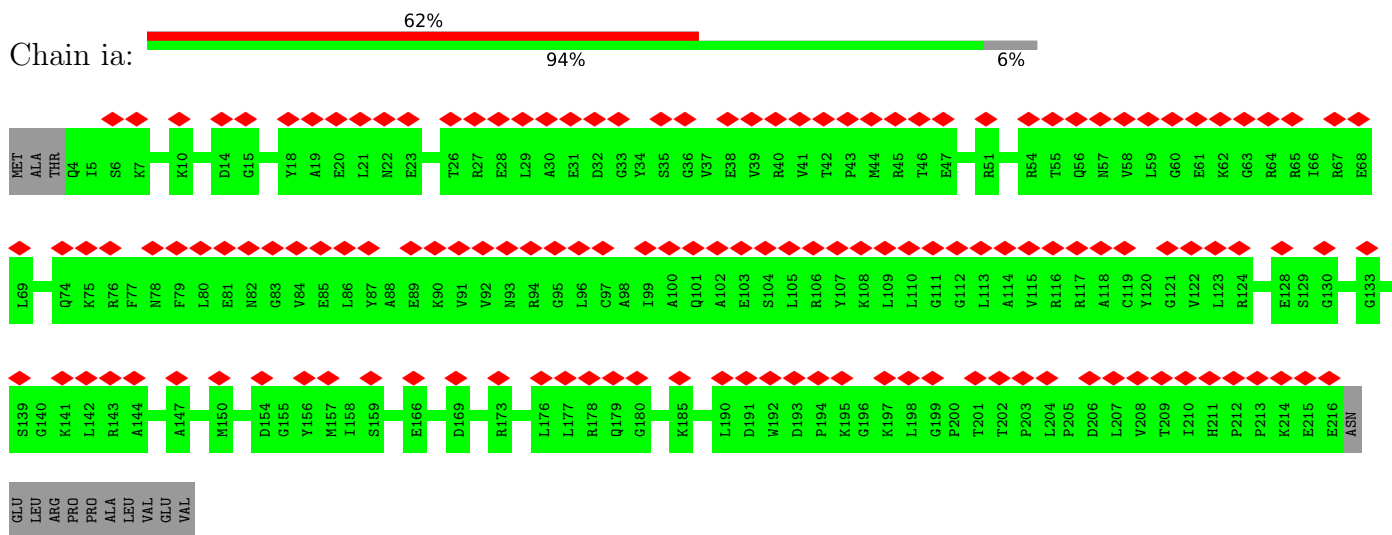 62%
Chain ia:
94% 6%
MET ALA THR Q4 I5 S6 K7 K10 D14 G15 Y18 A19 E20 L21 N22 E23 T26 R27 E28 L29 A30 E31 D32 G33 Y34 S35 G36 V37 E38 V39 R40 V41 T42 P43 M44 R45 T46 E47 R51 R54 T55 Q56 N57 V58 L59 G60 E61 K62 G63 R64 R65 I66 R67 E68
L69 Q74 K75 R76 F77 N78 F79 L80 E81 N82 G83 V84 E85 L86 Y87 A88 E89 K90 V91 V92 N93 R94 G95 L96 C97 A98 I99 A100 Q101 A102 E103 S104 L105 R106 Y107 K108 L109 L110 G111 G112 L113 A114 V115 R116 R117 A118 C119 Y120 G121 V122 L123 R124 E128 S129 G130 G133
S139 G140 K141 L142 R143 A144 A147 M150 D154 G155 Y156 M157 I158 S159 E166 D169 R173 L176 L177 R178 Q179 G180 K185 L190 D191 W192 D193 P194 K195 G196 K197 L198 G199 P200 T201 T202 P203 L204 P205 D206 L207 V208 T209 I210 H211 P212 P213 K214 E215 E216 ASN
GLU LEU ARG PRO PRO ALA LEU VAL GLU VAL